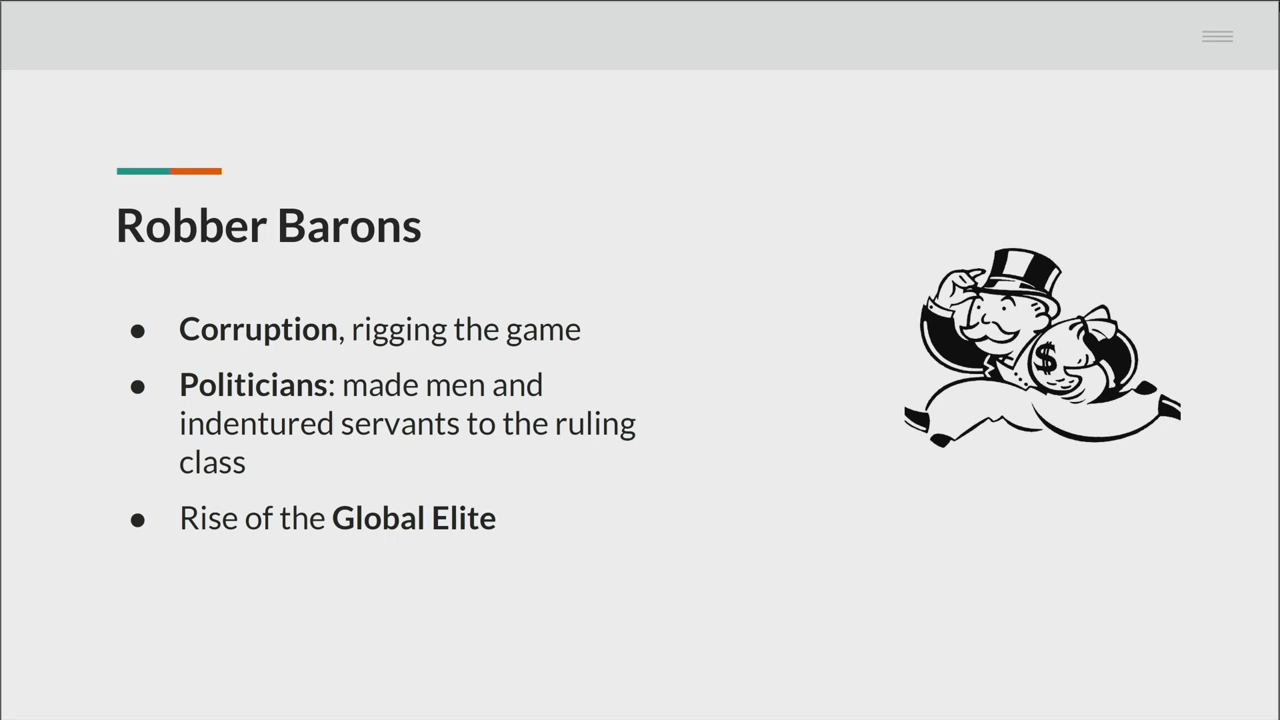 Robber Barons
● Corruption, rigging the game
● Politicians: made men and
indentured servants to the ruling
class
● Rise of the Global Elite
$